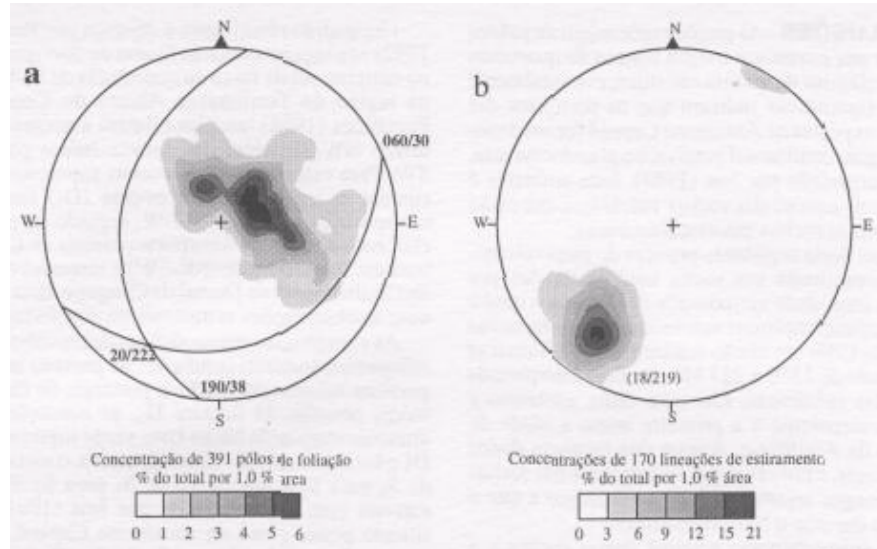 a
N
W
E
S
060/30
20/222
190/38
Concentração de 391 pólos de foliação
% do total por 1,0 % área
0 1 2 3 4 5 6
b
N
W
E
S
(18/219)
Concentrações de 170 lineações de estiramento
% do total por 1,0 % área
0 3 6 9 12 15 21